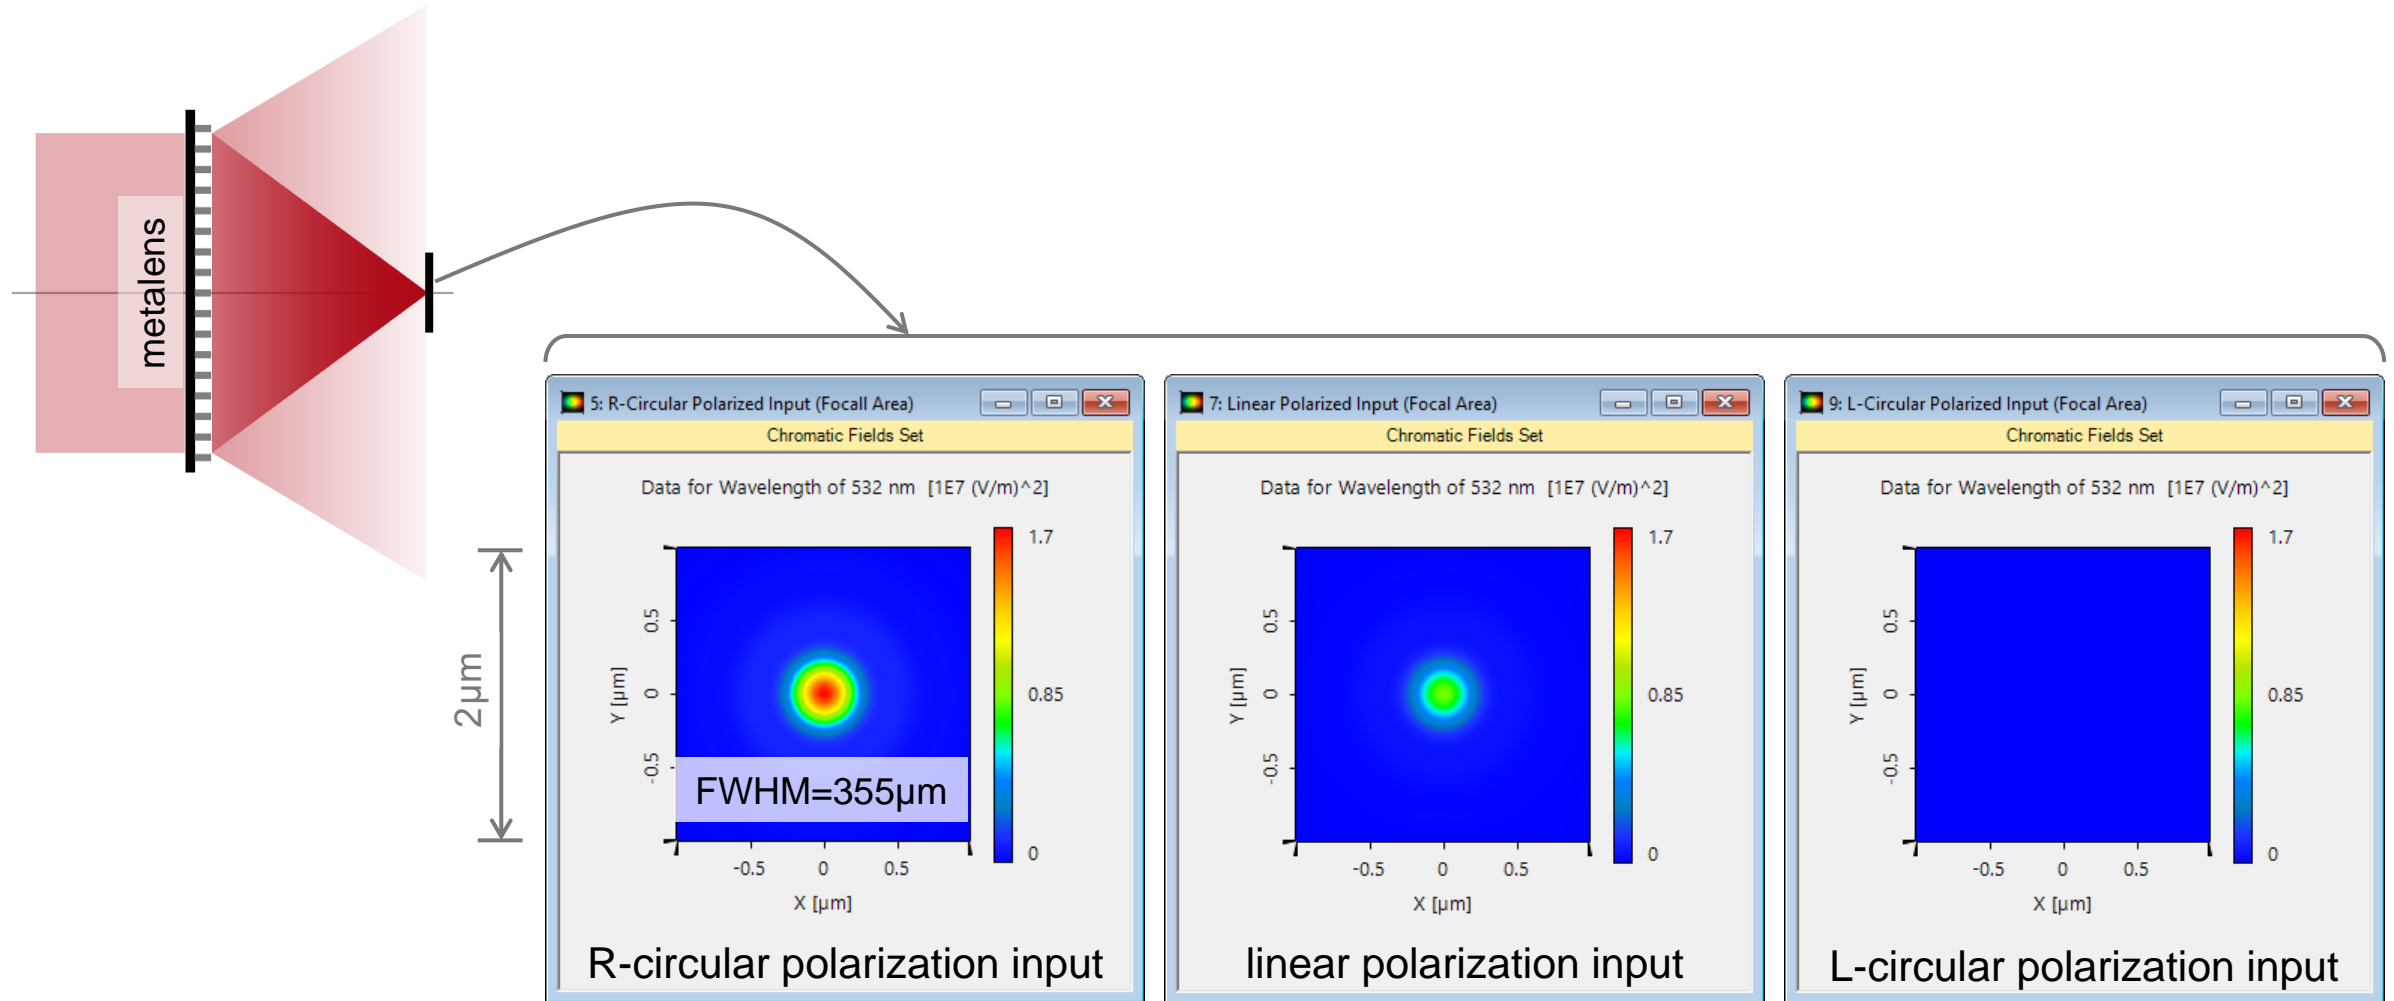 metalens
2µm
5: R-Circular Polarized Input (Focall Area)
Chromatic Fields Set
Data for Wavelength of 532 nm [1E7 (V/m)^2]
1.7
0.85
0
0.5
0
-0.5
Y [µm]
FWHM=355µm
-0.5 0 0.5
X [µm]
R-circular polarization input
7: Linear Polarized Input (Focal Area)
Chromatic Fields Set
Data for Wavelength of 532 nm [1E7 (V/m)^2]
1.7
0.85
0
0.5
0
-0.5
Y [µm]
-0.5 0 0.5
X [µm]
linear polarization input
9: L-Circular Polarized Input (Focal Area)
Chromatic Fields Set
Data for Wavelength of 532 nm [1E7 (V/m)^2]
1.7
0.85
0
0.5
0
-0.5
Y [µm]
-0.5 0 0.5
X [µm]
L-circular polarization input